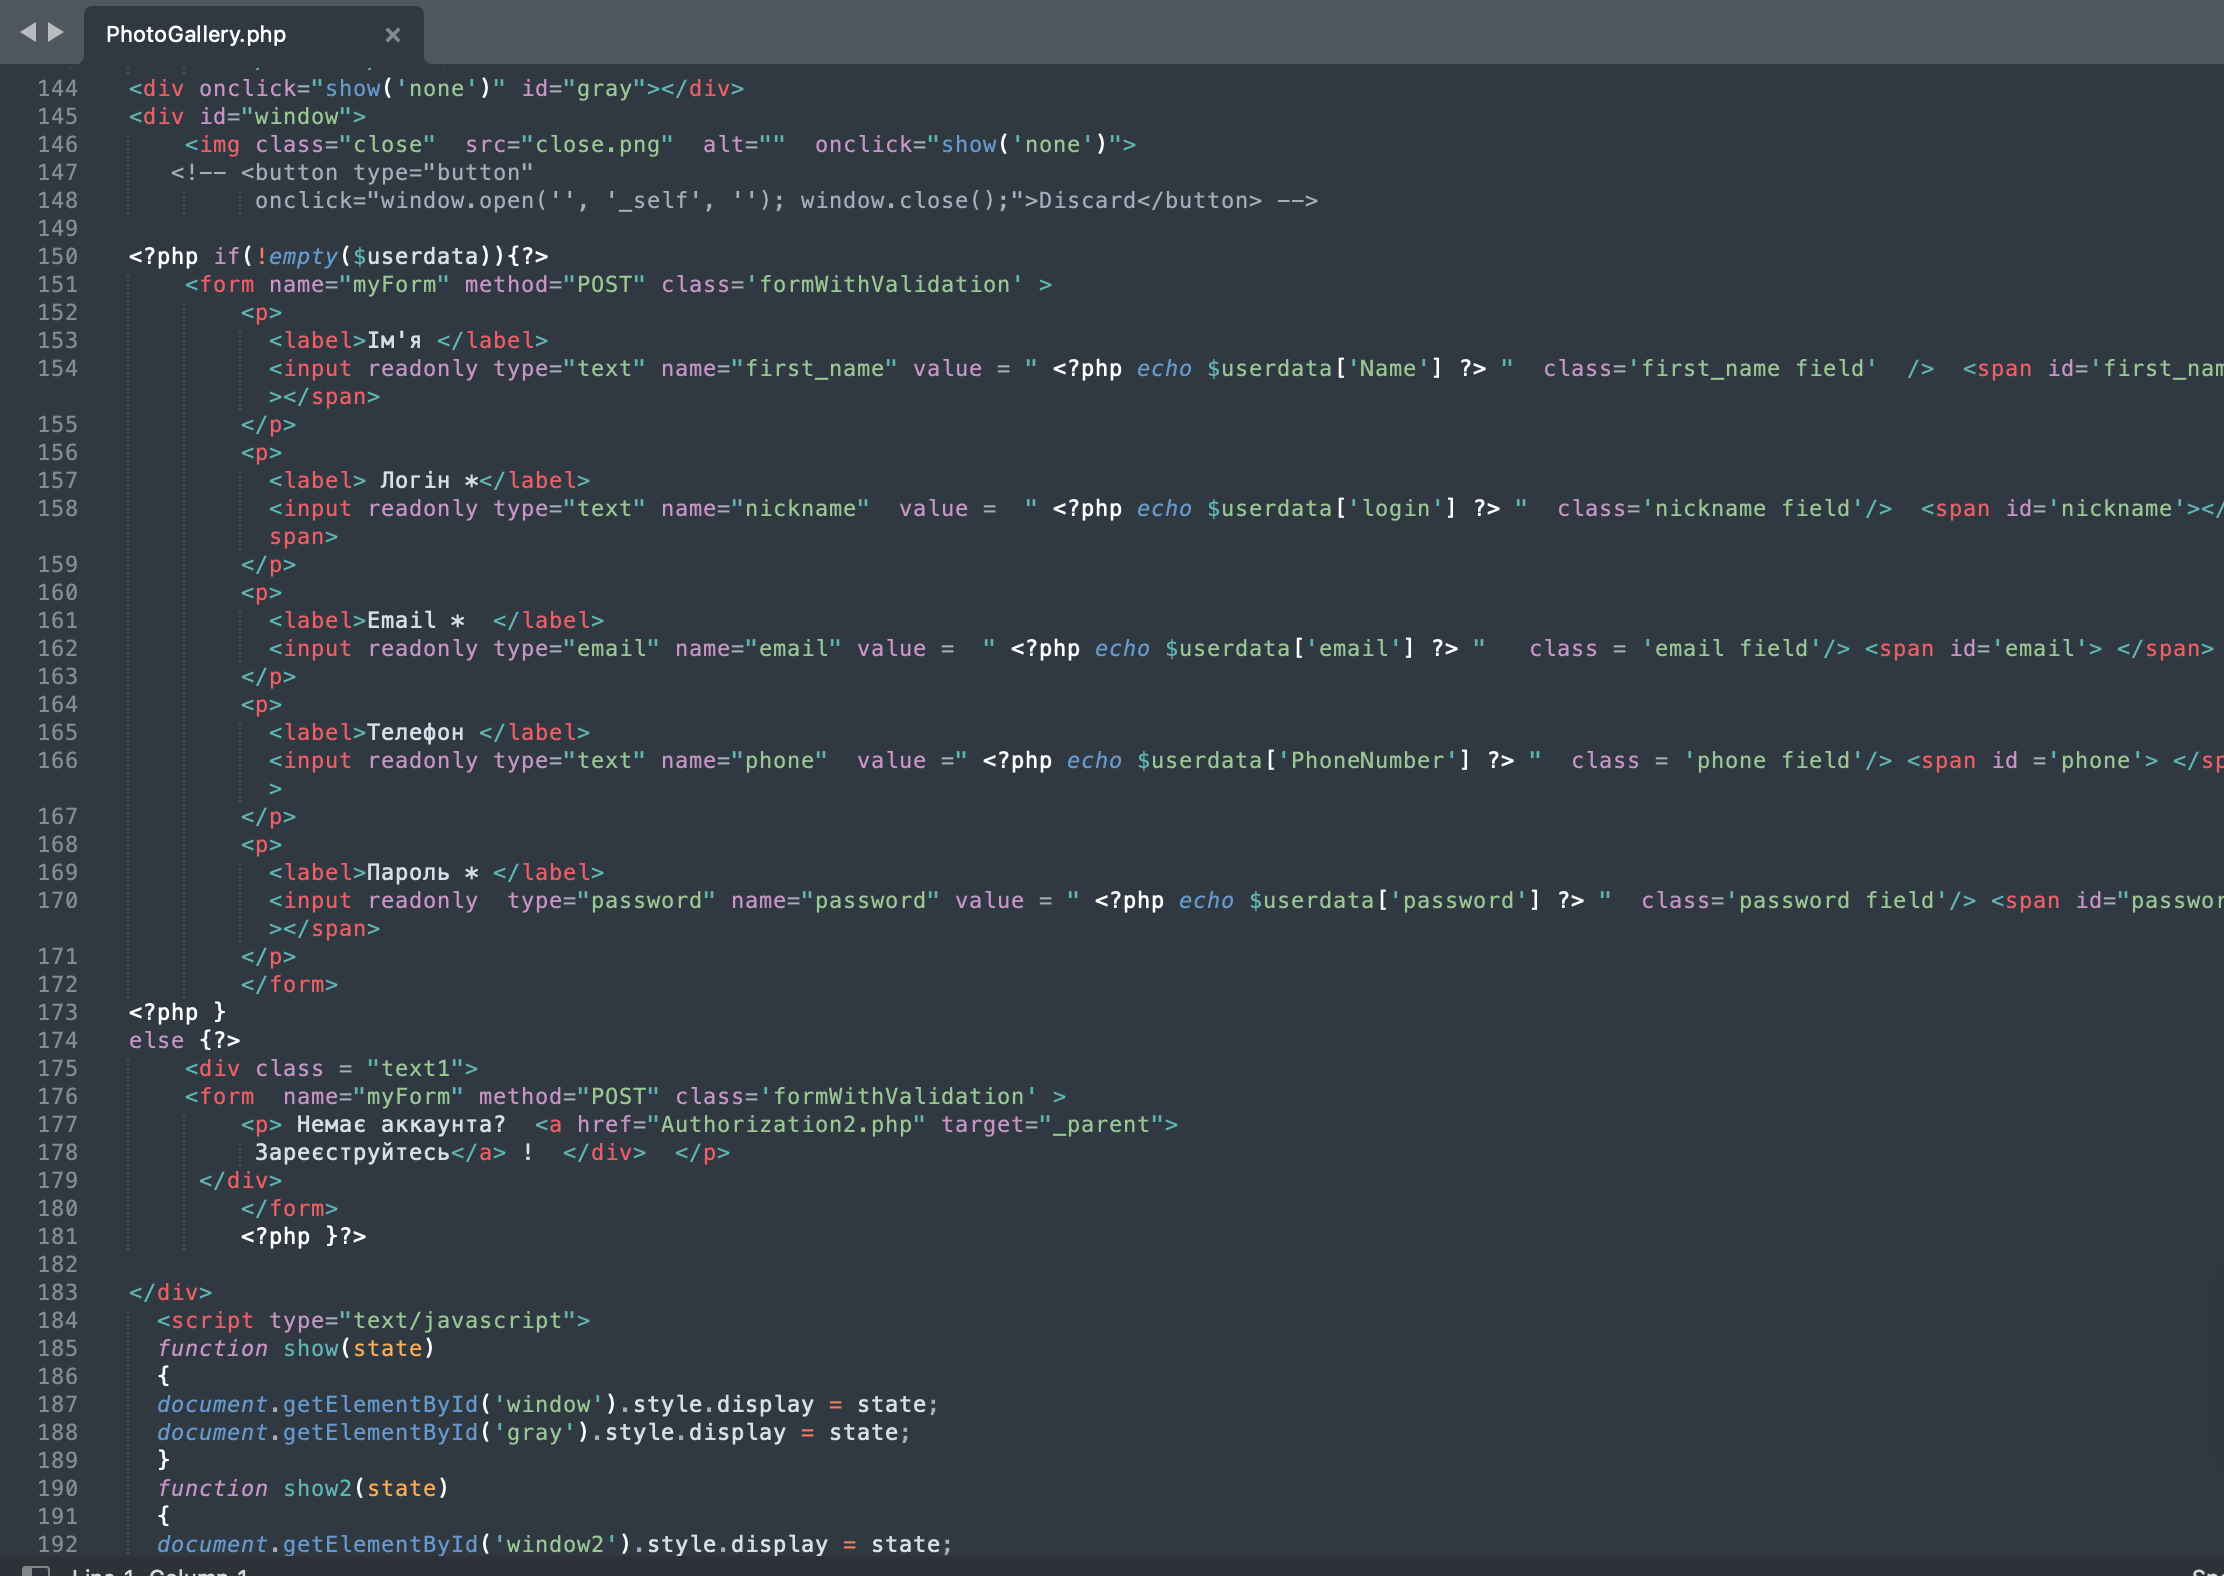 PhotoGallery.php
144 <div onclick="show('none')" id="gray"></div>
145 <div id="window">
146 <img class="close"  src="close.png"  alt=""  onclick="show('none')">
147 <!-- <button type="button"
148 onclick="window.open('', '_self', ''); window.close();">Discard</button> -->
149
150 <?php if(!empty($userdata)){?>
151 <form name="myForm" method="POST" class='formWithValidation' >
152 <p>
153 <label>Ім'я </label>
154 <input readonly type="text" name="first_name" value = " <?php echo $userdata['Name'] ?> "  class='first_name field'  />  <span id='first_nam
></span>
155 </p>
156 <p>
157 <label> Логін *</label>
158 <input readonly type="text" name="nickname"  value =  " <?php echo $userdata['login'] ?> "  class='nickname field'/>  <span id='nickname'></
span>
159 </p>
160 <p>
161 <label>Email *  </label>
162 <input readonly type="email" name="email" value =  " <?php echo $userdata['email'] ?> "   class = 'email field'/> <span id='email'> </span>
163 </p>
164 <p>
165 <label>Телефон </label>
166 <input readonly type="text" name="phone"  value =" <?php echo $userdata['PhoneNumber'] ?> "  class = 'phone field'/> <span id ='phone'> </sp
>
167 </p>
168 <p>
169 <label>Пароль * </label>
170 <input readonly  type="password" name="password" value = " <?php echo $userdata['password'] ?> "  class='password field'/> <span id="passwor
></span>
171 </p>
172 </form>
173 <?php }
174 else {?>
175 <div class = "text1">
176 <form  name="myForm" method="POST" class='formWithValidation' >
177 <p> Немає аккаунта?  <a href="Authorization2.php" target="_parent">
178 Зареєструйтесь</a> !  </div>  </p>
179 </div>
180 </form>
181 <?php }?>
182
183 </div>
184 <script type="text/javascript">
185 function show(state)
186 {
187 document.getElementById('window').style.display = state;
188 document.getElementById('gray').style.display = state;
189 }
190 function show2(state)
191 {
192 document.getElementById('window2').style.display = state;
Line 1, Column 1